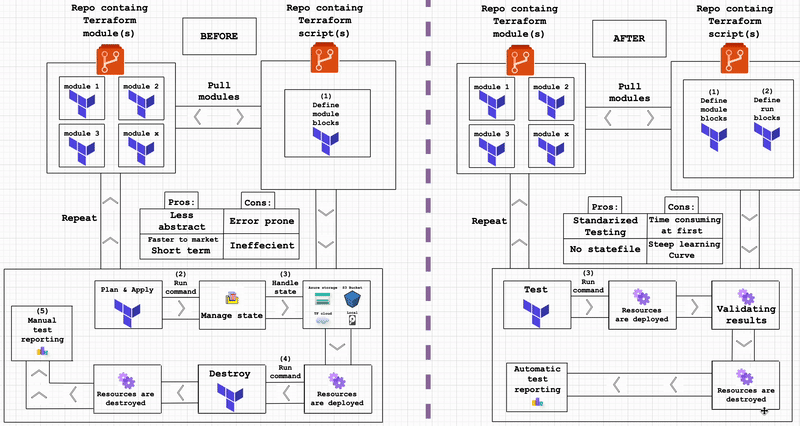 Repo containg
Terraform
module(s)
BEFORE
Repo containg
Terraform
script(s)
module 1
module 2
module 3
module x
Pull
modules
(1)
Define
module
blocks
Repeat
Pros:
Cons:
Less
abstract
Error prone
Faster to market
Short term
Ineffecient
Plan & Apply
(2)
Run
command
Manage state
(3)
Handle
state
Azure storage
S3 Bucket
TF cloud
Local
(5)
Manual
test
reporting
Resources are
destroyed
Destroy
(4)
Run
command
Resources are
deployed
Repo containg
Terraform
module(s)
AFTER
Repo containg
Terraform
script(s)
module 1
module 2
module 3
module x
Pull
modules
(1)
Define
module
blocks
(2)
Define
run
blocks
Repeat
Pros:
Cons:
Standarized
Testing
Time consuming
at first
No statefile
Steep learning
Curve
Test
(3)
Run
command
Resources
are deployed
Validating
results
Automatic
test
reporting
Resources are
destroyed